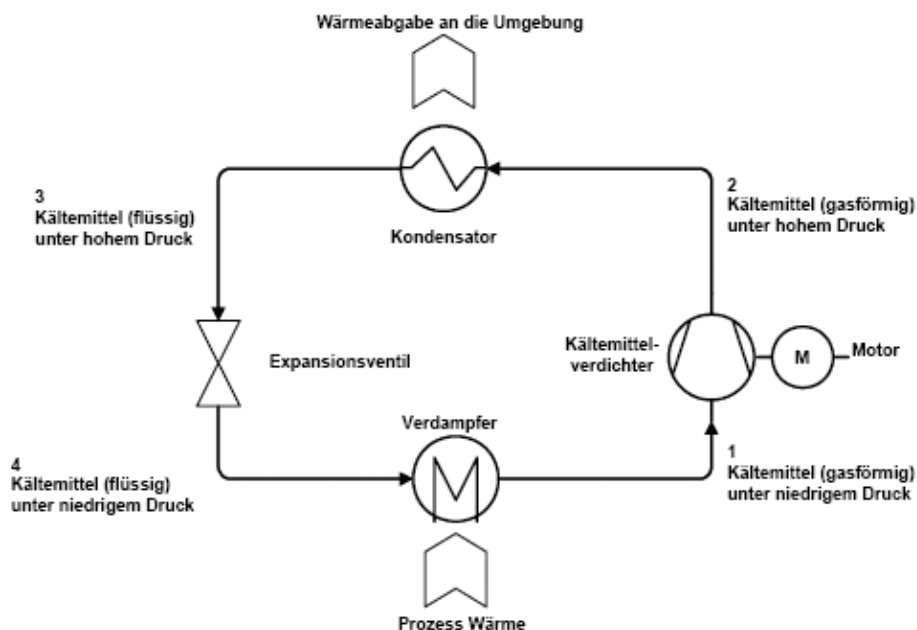 Wärmeabgabe an die Umgebung
3
Kältemittel (flüssig)
unter hohem Druck
Kondensator
2
Kältemittel (gasförmig)
unter hohem Druck
Expansionsventil
Kältemittel-
verdichter
M
Motor
Verdampfer
4
Kältemittel (flüssig)
unter niedrigem Druck
1
Kältemittel (gasförmig)
unter niedrigem Druck
Prozess Wärme